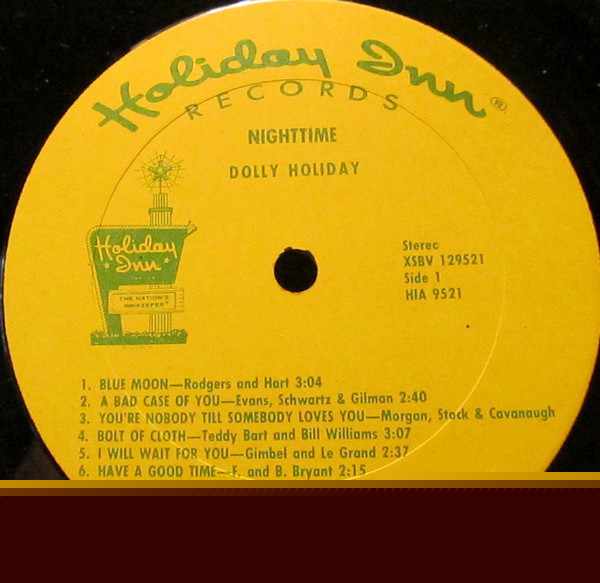 Holiday Inn®
RECORDS
NIGHTTIME
DOLLY HOLIDAY
Holiday
Inn
THE NATION'S
INNKEEPER
Stereo
XSBV 129521
Side 1
HIA 9521
1. BLUE MOON—Rodgers and Hart 3:04
2. A BAD CASE OF YOU—Evans, Schwartz & Gilman 2:40
3. YOU'RE NOBODY TILL SOMEBODY LOVES YOU—Morgan, Stock & Cavanaugh
4. BOLT OF CLOTH—Teddy Bart and Bill Williams 3:07
5. I WILL WAIT FOR YOU—Gimbel and Le Grand 2:37
6. HAVE A GOOD TIME—F. and B. Bryant 2:15